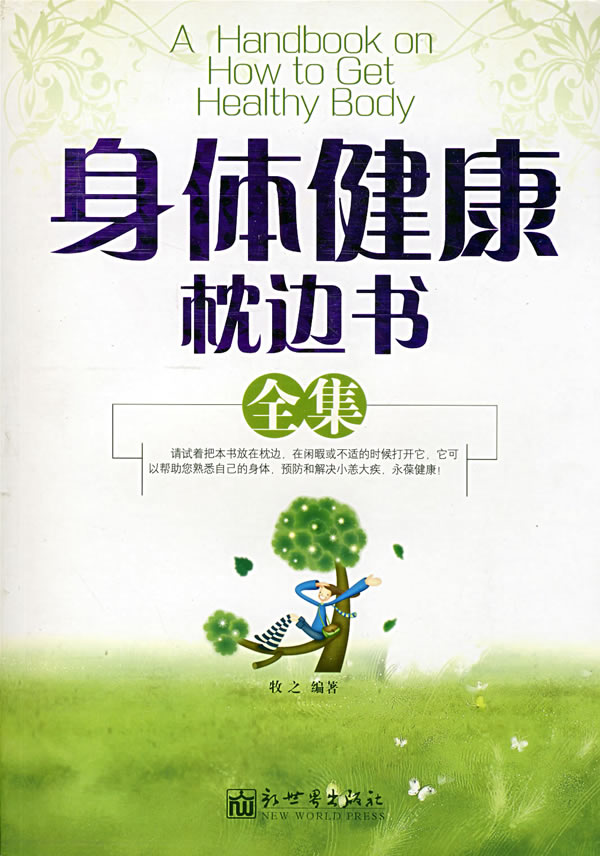 A Handbook on
How to Get
Healthy Body
身体健康
枕边书
全集
请试着把本书放在枕边，在闲暇或不适的时候打开它，它可
以帮助您熟悉自己的身体，预防和解决小恙大疾，永葆健康！
牧之 编著
新世界出版社
NEW WORLD PRESS